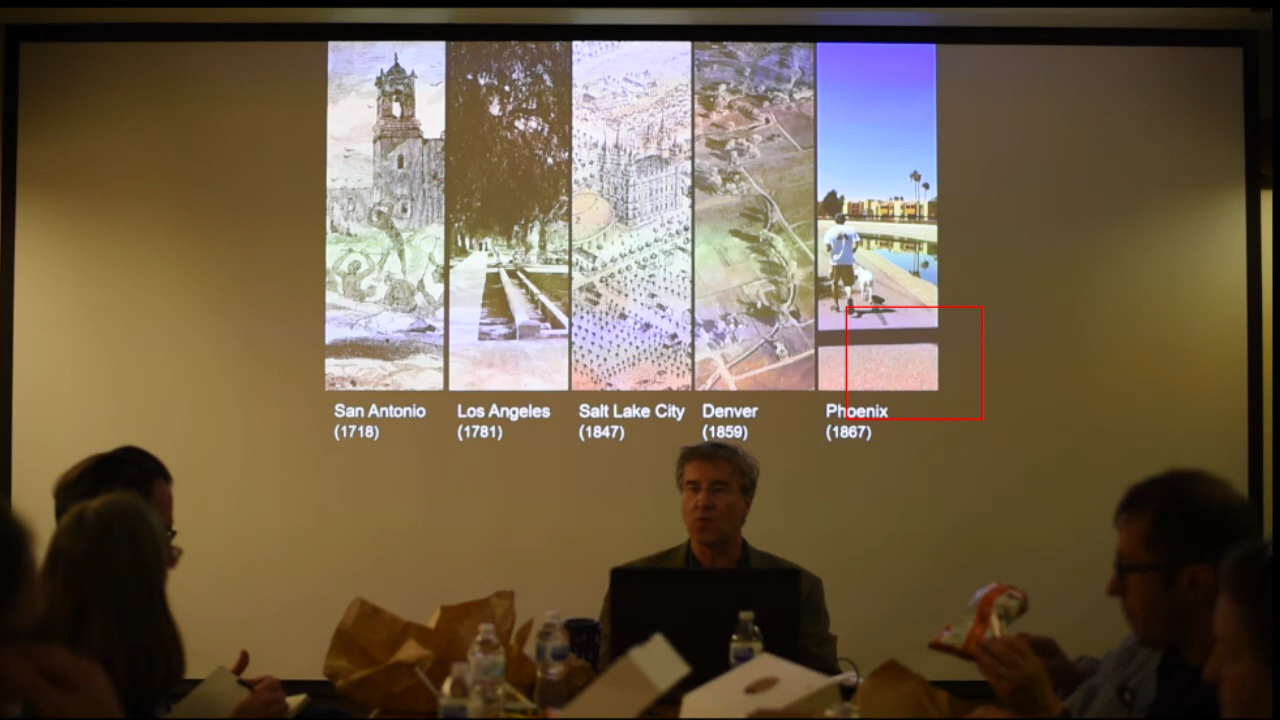 San Antonio
(1718)
Los Angeles
(1781)
Salt Lake City
(1847)
Denver
(1859)
Phoenix
(1867)